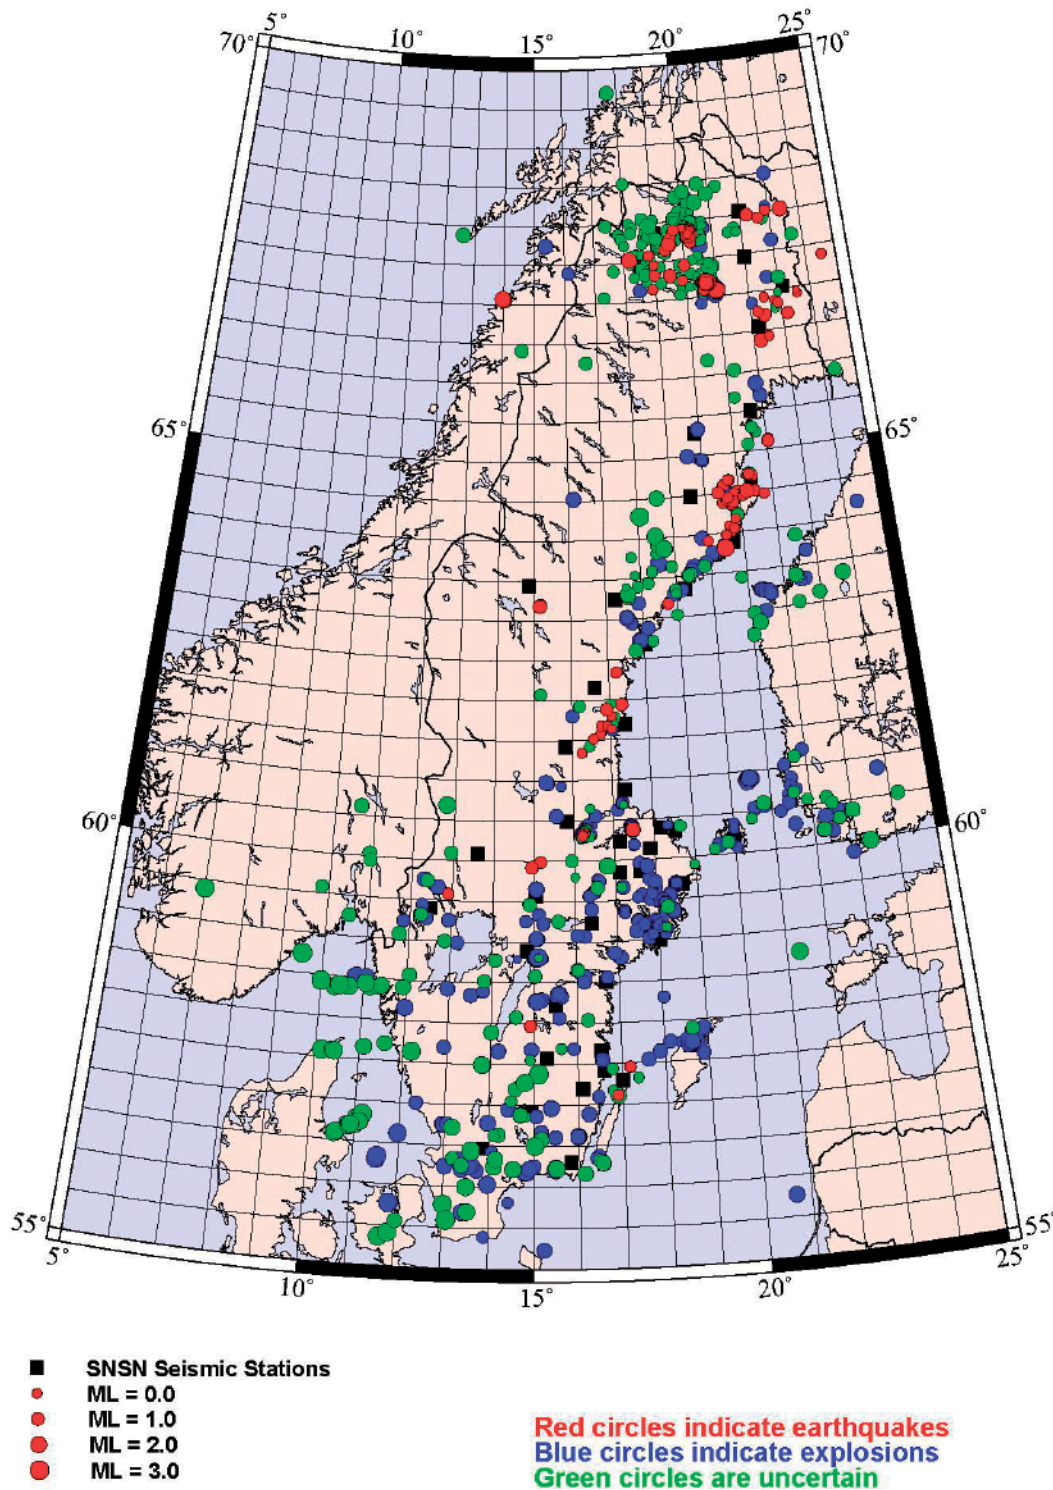 5° 10° 15° 20° 25°
70° 70°
65° 65°
60° 60°
55° 55°
5° 10° 15° 20° 25°
SNSN Seismic Stations
ML = 0.0
ML = 1.0
ML = 2.0
ML = 3.0
Red circles indicate earthquakes
Blue circles indicate explosions
Green circles are uncertain